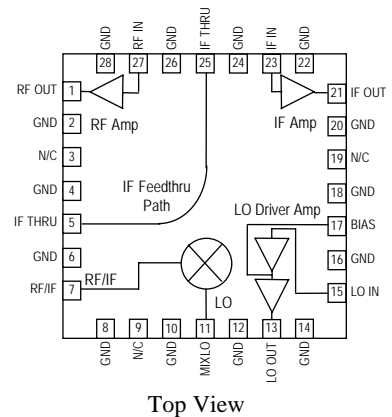 GND
RF IN
GND
IF THRU
GND
IF IN
GND
28
27
26
25
24
23
22
RF OUT
1
GND
2
N/C
3
GND
4
IF THRU
5
GND
6
RF/IF
7
RF Amp
IF Amp
IF Feedthru
Path
LO Driver Amp
RF/IF
LO
21
IF OUT
20
GND
19
N/C
18
GND
17
BIAS
16
GND
15
LO IN
8
9
10
11
12
13
14
GND
N/C
GND
MIXLO
GND
LO OUT
GND
Top View